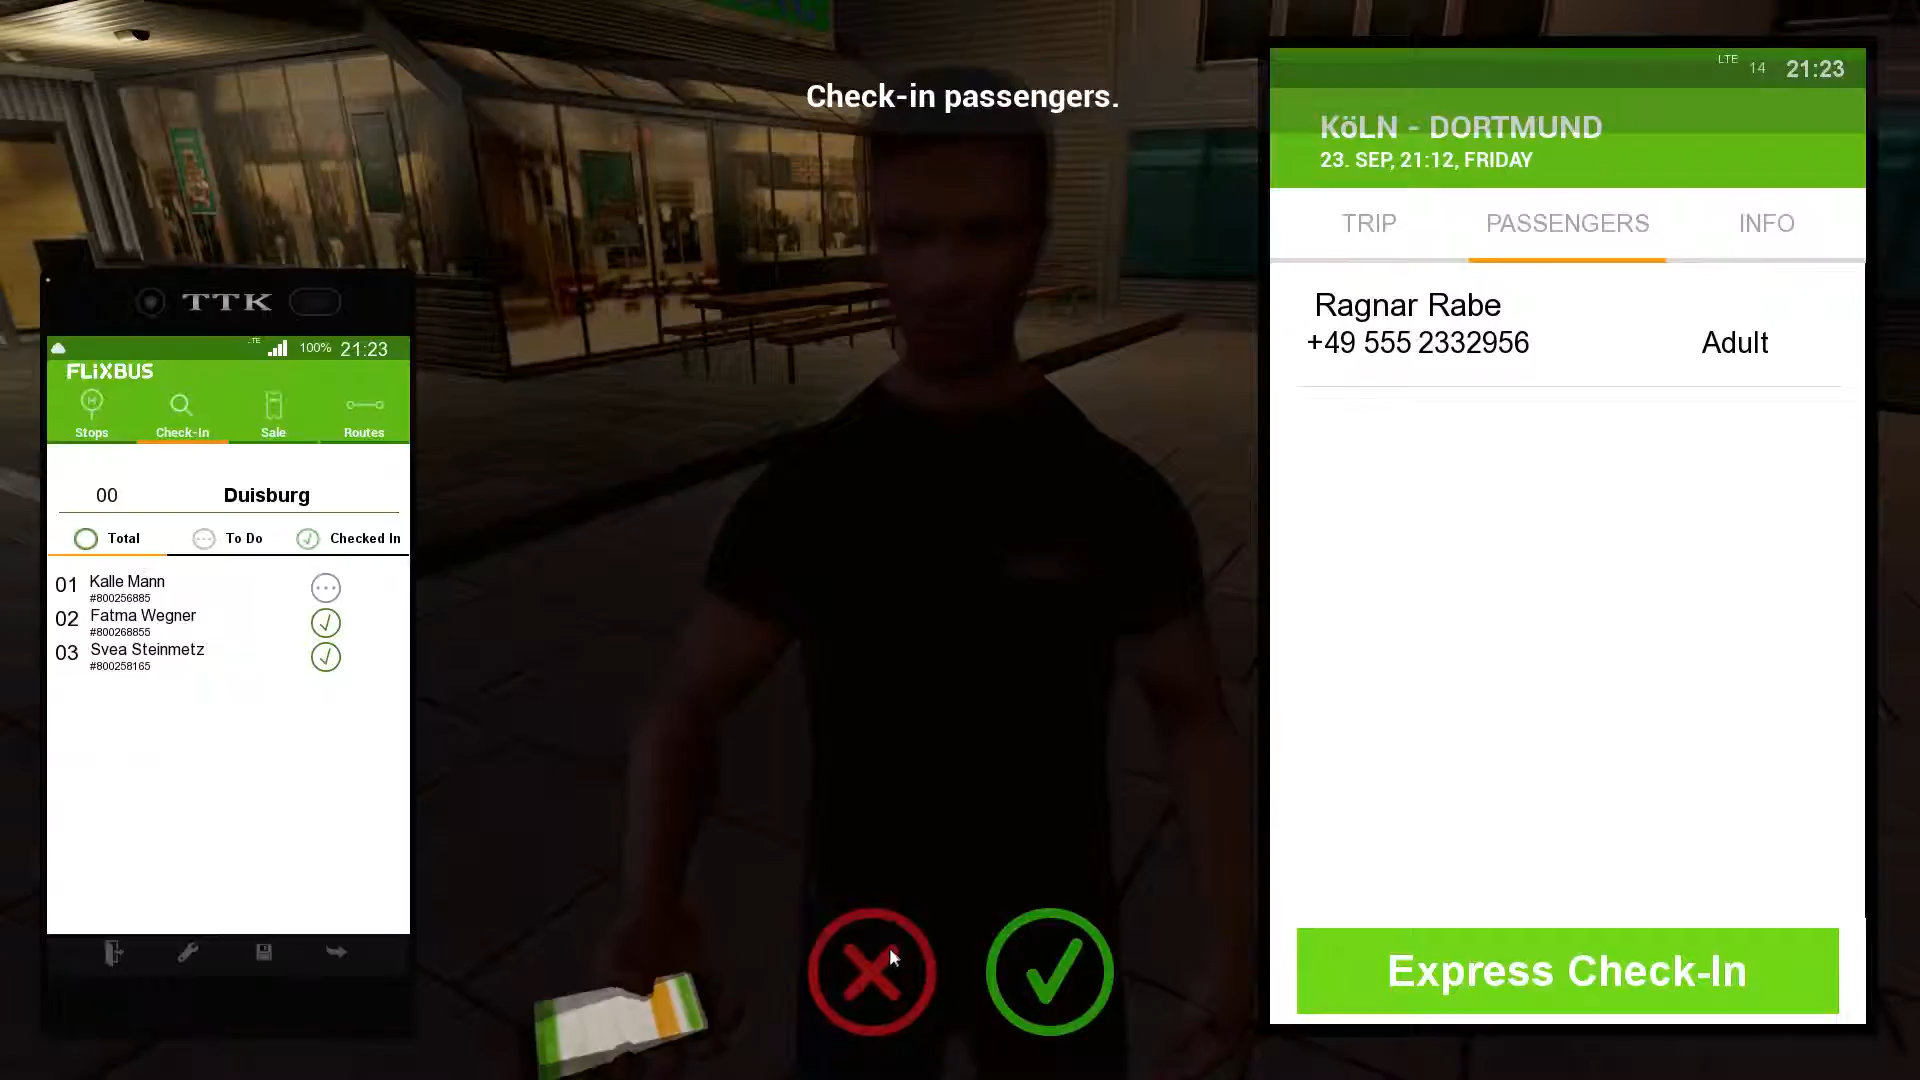 Check-in passengers.
TTK
LTE 100% 21:23
FLiXBUS
Stops Check-In Sale Routes
00 Duisburg
Total To Do Checked In
01 Kalle Mann
#800256885
02 Fatma Wegner
#800268855
03 Svea Steinmetz
#800258165
LTE 14 21:23
KöLN - DORTMUND
23. SEP, 21:12, FRIDAY
TRIP PASSENGERS INFO
Ragnar Rabe
+49 555 2332956 Adult
Express Check-In